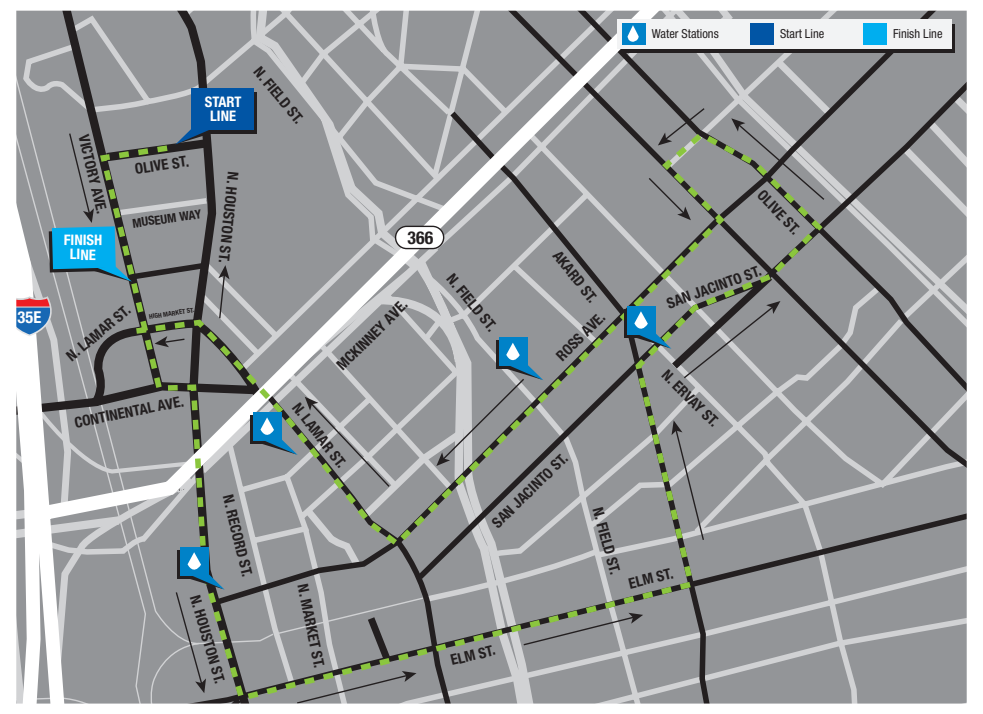 Water Stations
Start Line
Finish Line
N. FIELD ST.
START
LINE
VICTORY AVE.
OLIVE ST.
N. HOUSTON ST.
MUSEUM WAY
OLIVE ST.
FINISH
LINE
366
AKARD ST.
SAN JACINTO ST.
N. FIELD ST.
35E
N. LAMAR ST.
HIGH MARKET ST.
MCKINNEY AVE.
ROSS AVE.
CONTINENTAL AVE.
N. LAMAR ST.
N. ERVAY ST.
SAN JACINTO ST.
N. RECORD ST.
N. FIELD ST.
ELM ST.
N. HOUSTON ST.
N. MARKET ST.
ELM ST.